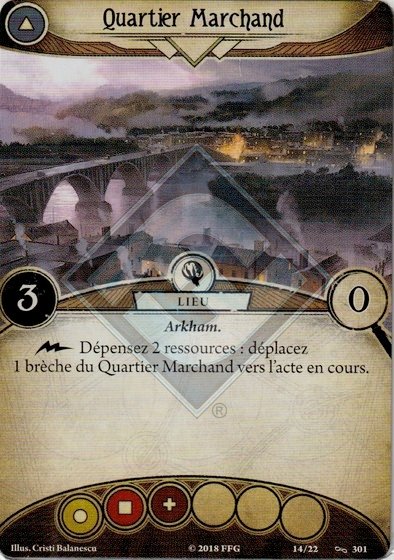 Quartier Marchand
3
LIEU
0
Arkham.
Dépensez 2 ressources : déplacez
1 brèche du Quartier Marchand vers l'acte en cours.
®
Illus. Cristi Balanescu
© 2018 FFG
14/22
301